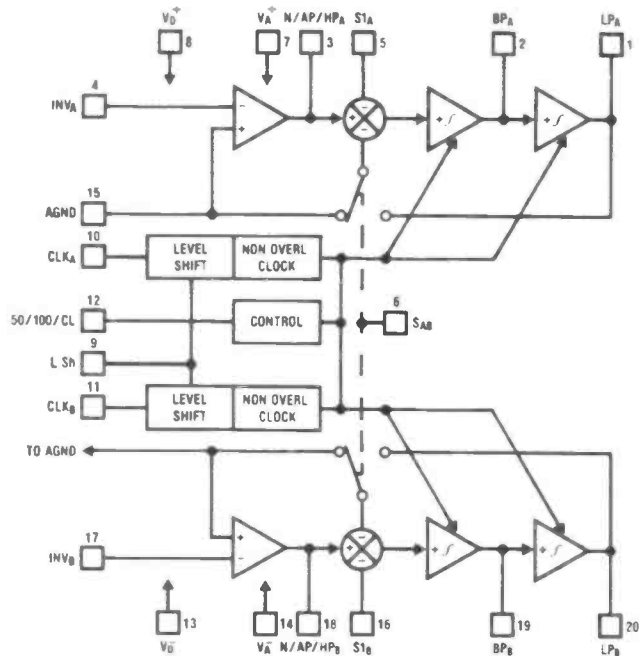 V_D^+ V_A^+ N/AP/HP_A S1_A BP_A LP_A
8 7 3 5 2 1
4
INV_A
−
+
+ − −
+ ∫ + ∫
15
AGND
10
CLK_A
LEVEL SHIFT
NON OVERL CLOCK
12
50/100/CL
CONTROL
6
S_AB
9
L Sh
11
CLK_B
LEVEL SHIFT
NON OVERL CLOCK
TO AGND
17
INV_B
+
−
+ − −
+ ∫ + ∫
13 14 18 16 19 20
V_D^- V_A^- N/AP/HP_B S1_B BP_B LP_B